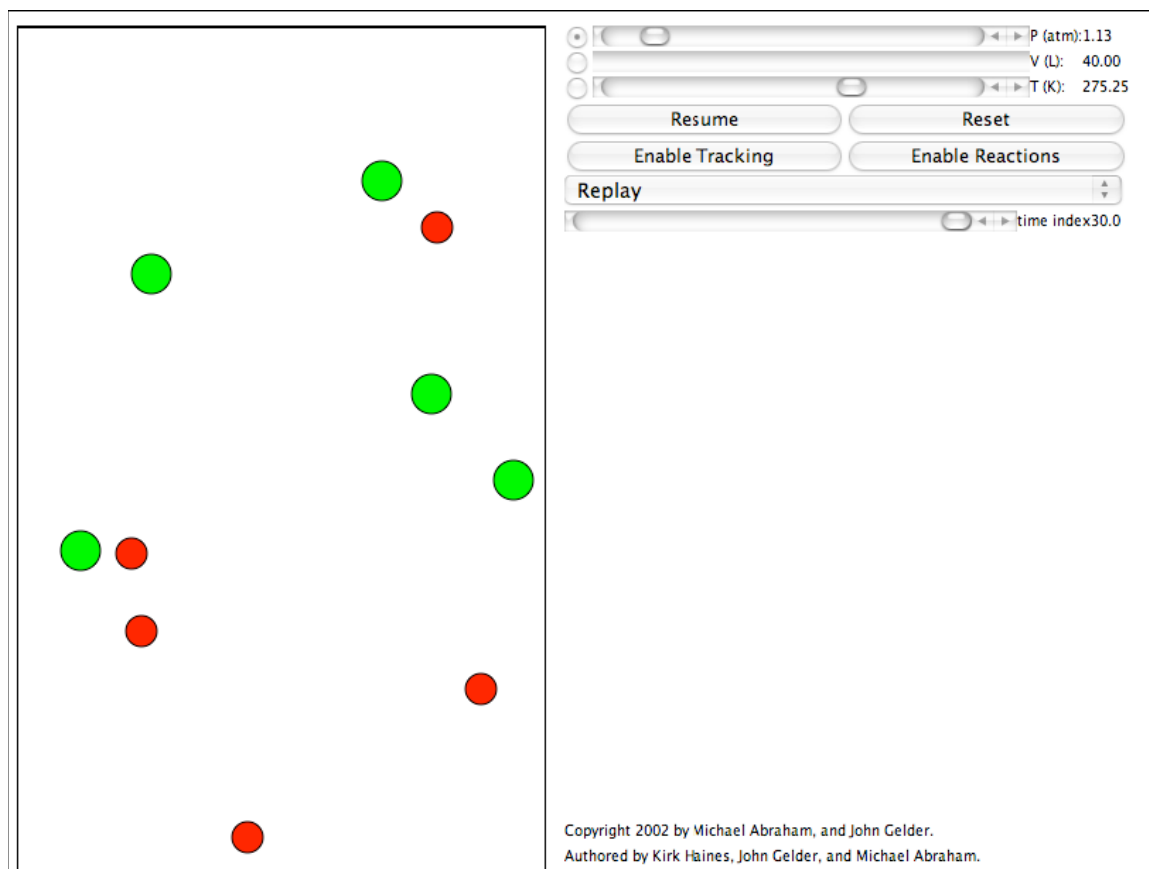 P (atm):1.13
V (L): 40.00
T (K): 275.25
Resume Reset
Enable Tracking Enable Reactions
Replay
time index30.0
Copyright 2002 by Michael Abraham, and John Gelder.
Authored by Kirk Haines, John Gelder, and Michael Abraham.